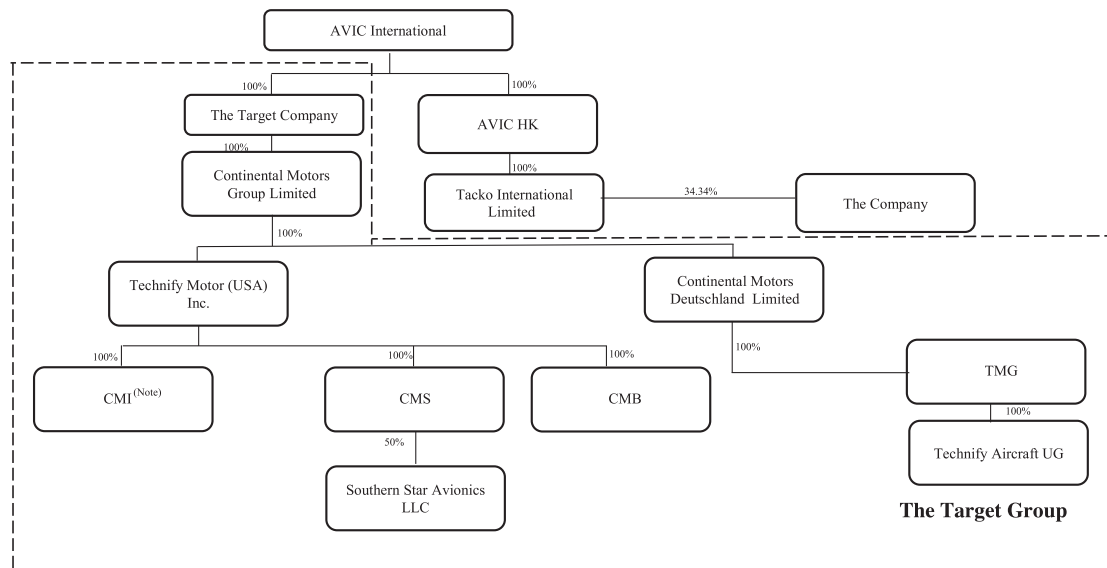 AVIC International
100%
100%
The Target Company
AVIC HK
100%
100%
Continental Motors
Group Limited
Tacko International
Limited
34.34%
The Company
100%
Technify Motor (USA)
Inc.
Continental Motors
Deutschland Limited
100%
100%
100%
100%
CMI (Note)
CMS
CMB
TMG
50%
100%
Southern Star Avionics
LLC
Technify Aircraft UG
The Target Group